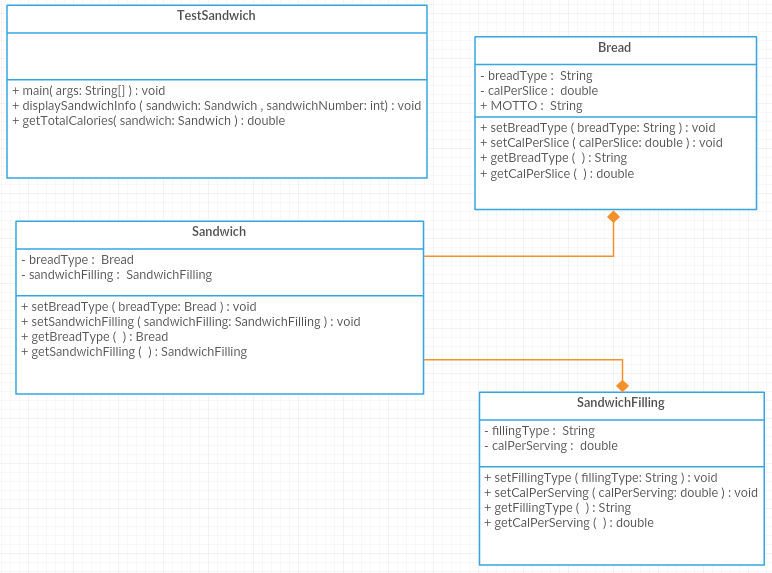 TestSandwich
+ main( args: String[] ) : void
+ displaySandwichInfo ( sandwich: Sandwich , sandwichNumber: int) : void
+ getTotalCalories( sandwich: Sandwich ) : double
Bread
- breadType : String
- calPerSlice : double
+ MOTTO : String
+ setBreadType ( breadType: String ) : void
+ setCalPerSlice ( calPerSlice: double ) : void
+ getBreadType ( ) : String
+ getCalPerSlice ( ) : double
Sandwich
- breadType : Bread
- sandwichFilling : SandwichFilling
+ setBreadType ( breadType: Bread ) : void
+ setSandwichFilling ( sandwichFilling: SandwichFilling ) : void
+ getBreadType ( ) : Bread
+ getSandwichFilling ( ) : SandwichFilling
SandwichFilling
- fillingType : String
- calPerServing : double
+ setFillingType ( fillingType: String ) : void
+ setCalPerServing ( calPerServing: double ) : void
+ getFillingType ( ) : String
+ getCalPerServing ( ) : double